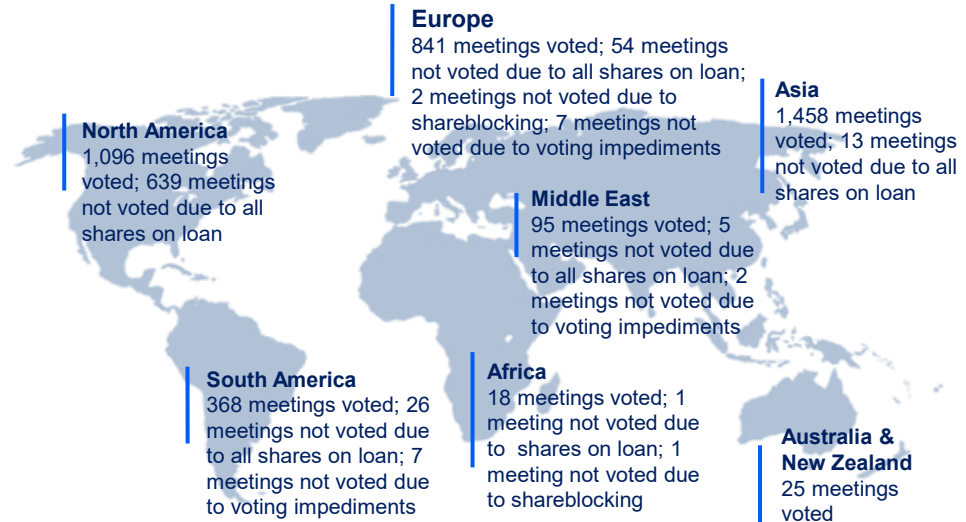 Europe
841 meetings voted; 54 meetings
not voted due to all shares on loan;
2 meetings not voted due to
shareblocking; 7 meetings not
voted due to voting impediments
Asia
1,458 meetings
voted; 13 meetings
not voted due to all
shares on loan
North America
1,096 meetings
voted; 639 meetings
not voted due to all
shares on loan
Middle East
95 meetings voted; 5
meetings not voted due
to all shares on loan; 2
meetings not voted due
to voting impediments
South America
368 meetings voted; 26
meetings not voted due
to all shares on loan; 7
meetings not voted due
to voting impediments
Africa
18 meetings voted; 1
meeting not voted due
to  shares on loan; 1
meeting not voted due
to shareblocking
Australia &
New Zealand
25 meetings
voted